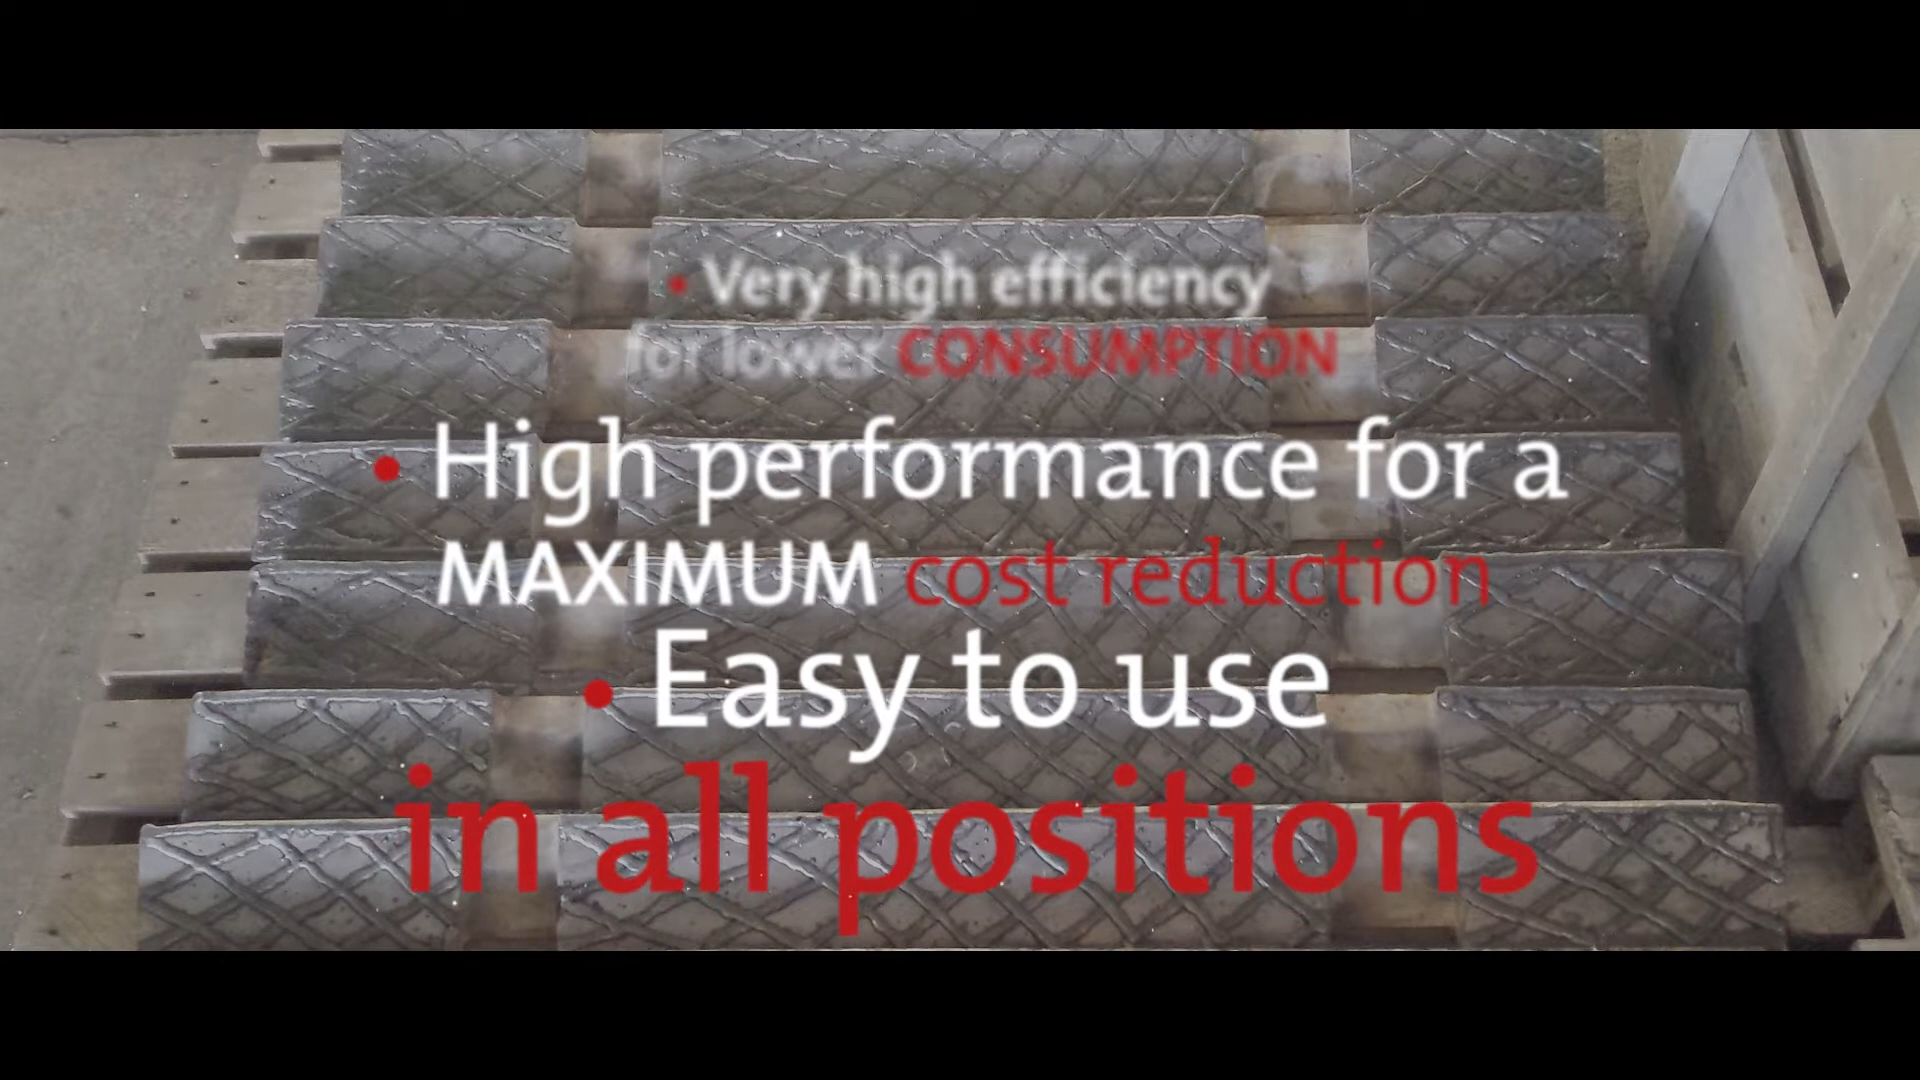 • Very high efficiency
for lower CONSUMPTION
• High performance for a
MAXIMUM cost reduction
• Easy to use
in all positions